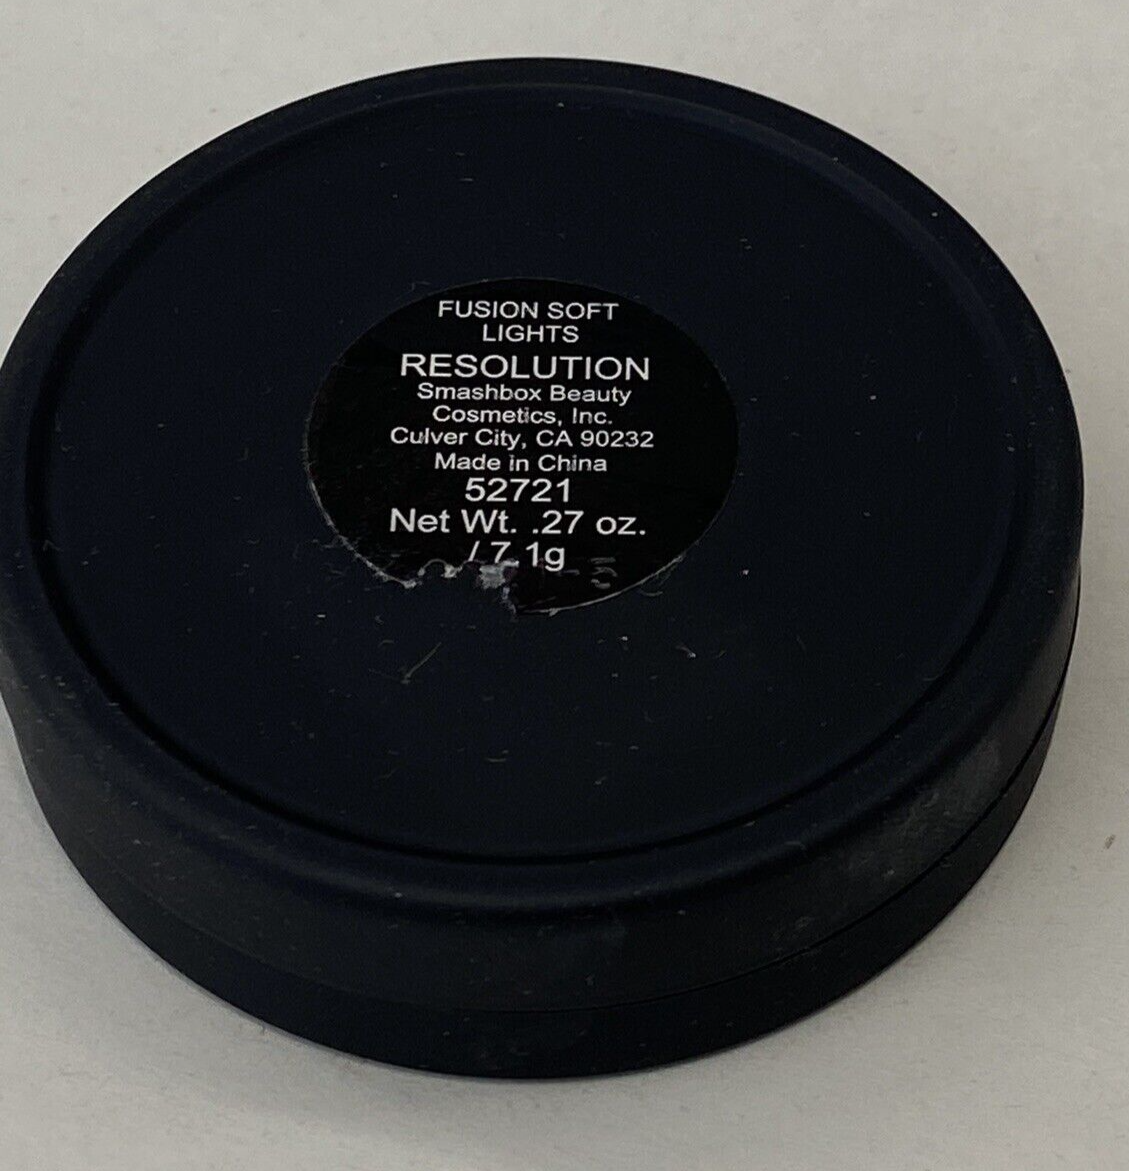 FUSION SOFT
LIGHTS
RESOLUTION
Smashbox Beauty
Cosmetics, Inc.
Culver City, CA 90232
Made in China
52721
Net Wt. .27 oz.
/ 7.1g